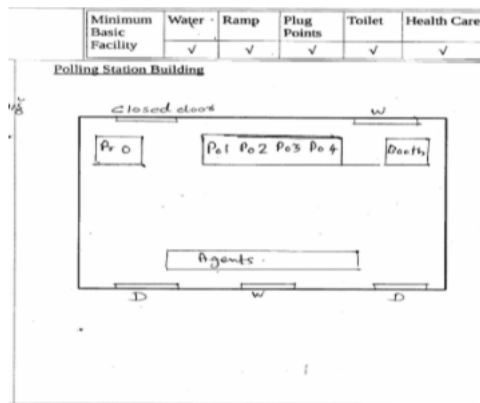 Minimum Basic Facility Water Ramp Plug Points Toilet Health Care
√ √ √ √ √
Polling Station Building
Closed door W
Pr O Po1 Po2 Po3 Po4 Booth
Agents.
D W D